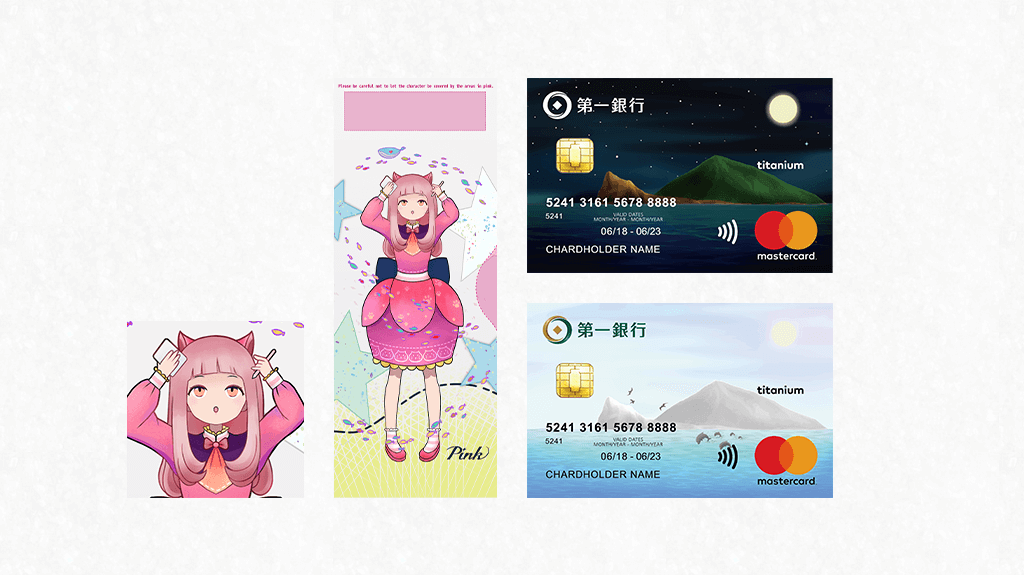 Please be careful not to let the character be covered by the areas in pink.
Pink
第一銀行
titanium
5241 3161 5678 8888
5241
VALID DATES
MONTH/YEAR - MONTH/YEAR
06/18 - 06/23
CHARDHOLDER NAME
mastercard.
第一銀行
titanium
5241 3161 5678 8888
5241
VALID DATES
MONTH/YEAR - MONTH/YEAR
06/18 - 06/23
CHARDHOLDER NAME
mastercard.